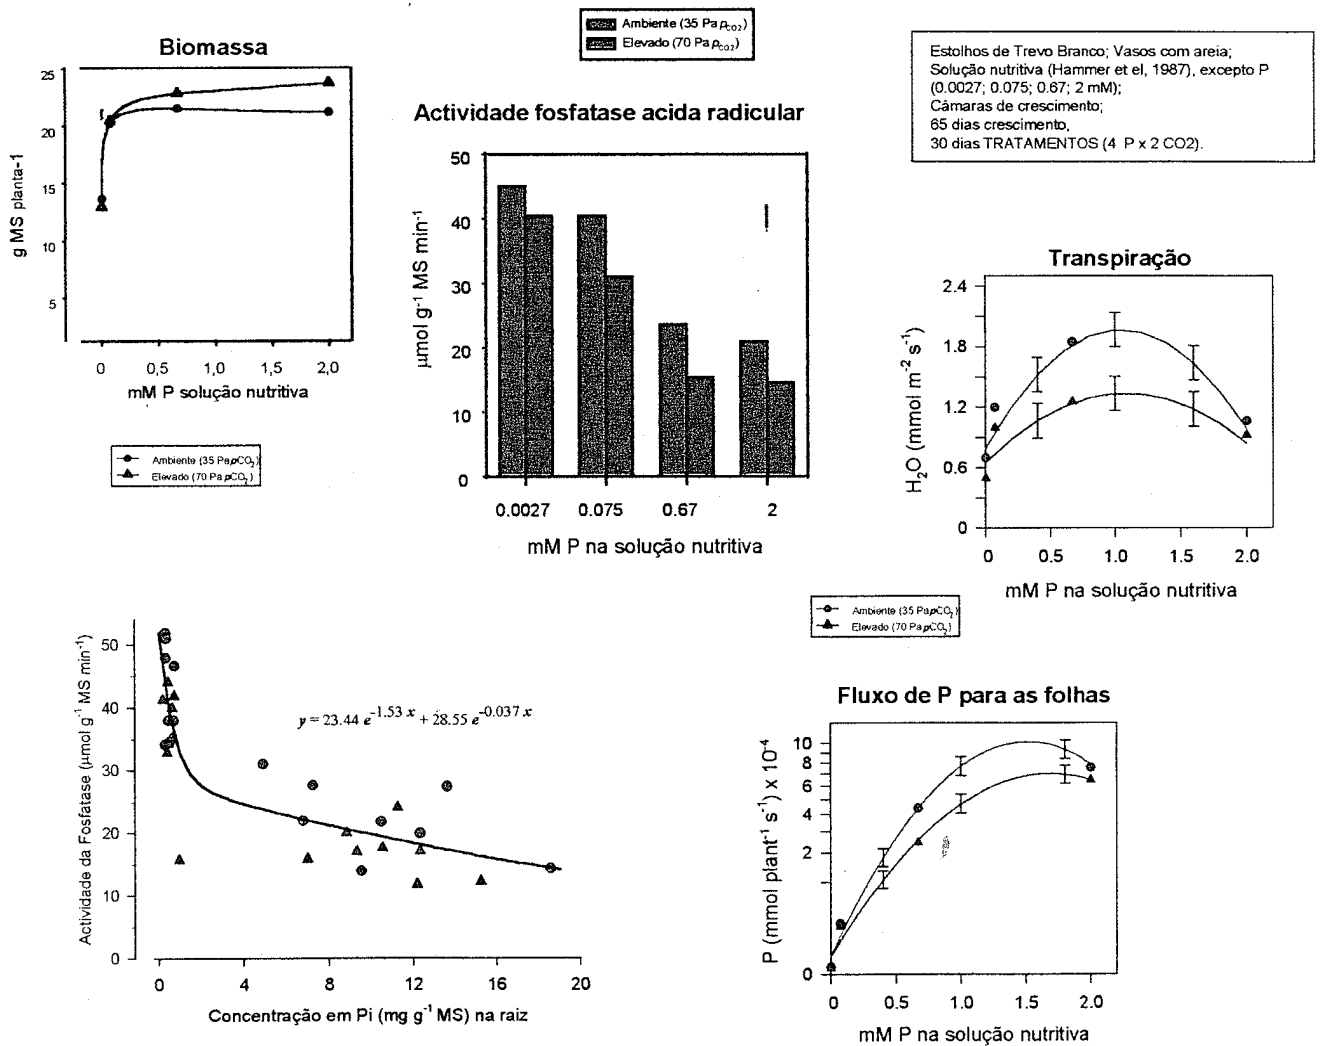 Ambiente (35 Pa pCO2)
Elevado (70 Pa pCO2)
Biomassa
25
20
15
10
5
g MS planta-1
0
0,5
1,0
2,0
mM P solução nutritiva
Ambiente (35 Pa pCO2)
Elevado (70 Pa pCO2)
Actividade fosfatase acida radicular
50
40
30
20
10
0
µmol g-1 MS min-1
0.0027
0.075
0.67
2
mM P na solução nutritiva
Estolhos de Trevo Branco; Vasos com areia;
Solução nutritiva (Hammer et el, 1987), excepto P
(0.0027; 0.075; 0.67; 2 mM);
Câmaras de crescimento;
65 dias crescimento,
30 dias TRATAMENTOS (4 P x 2 CO2).
Transpiração
2.4
1.8
1.2
0.6
0
H2O (mmol m-2 s-1)
0
0.5
1.0
1.5
2.0
mM P na solução nutritiva
Ambiente (35 Pa pCO2)
Elevado (70 Pa pCO2)
50
40
30
20
10
0
Actividade da Fosfatase (µmol g-1 MS min-1)
y = 23.44 e-1.53 x + 28.55 e-0.037 x
0
4
8
12
16
20
Concentração em Pi (mg g-1 MS) na raiz
Fluxo de P para as folhas
10
8
6
4
2
0
P (mmol plant-1 s-1) x 10-4
0
0.5
1.0
1.5
2.0
mM P na solução nutritiva